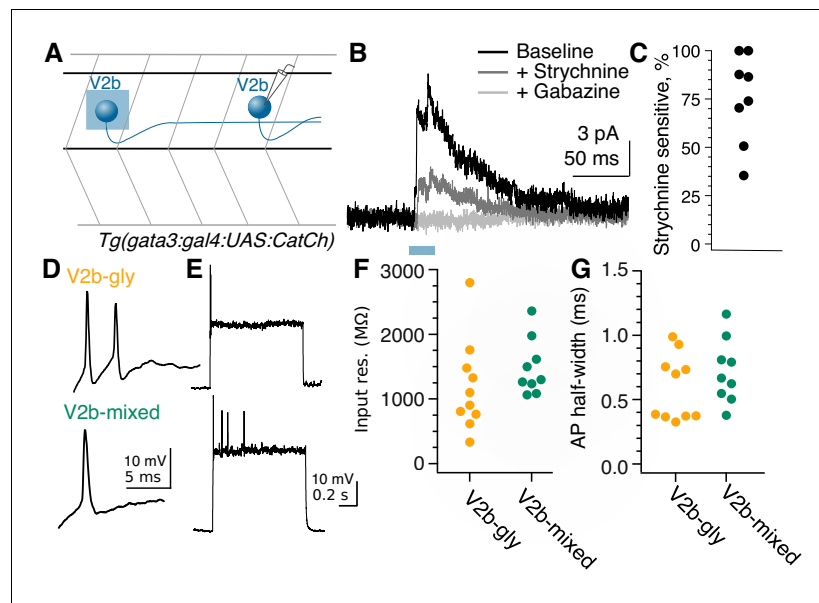 A
V2b
V2b
Tg(gata3:gal4:UAS:CatCh)
B
Baseline
+ Strychnine
+ Gabazine
3 pA
50 ms
C
Strychnine sensitive, %
100
75
50
25
0
D
V2b-gly
V2b-mixed
10 mV
5 ms
E
10 mV
0.2 s
F
Input res. (MΩ)
3000
2000
1000
0
V2b-gly
V2b-mixed
G
AP half-width (ms)
1.5
1.0
0.5
0.0
V2b-gly
V2b-mixed